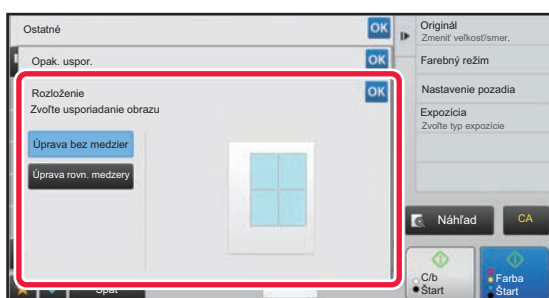 Ostatné
OK
Opak. uspor.
OK
Rozloženie
OK
Zvoľte usporiadanie obrazu
Úprava bez medzier
Úprava rovn. medzery
Späť
Originál
Zmeniť veľkosť/smer.
Farebný režim
Nastavenie pozadia
Expozícia
Zvoľte typ expozície
Náhľad
CA
C/b
Štart
Farba
Štart